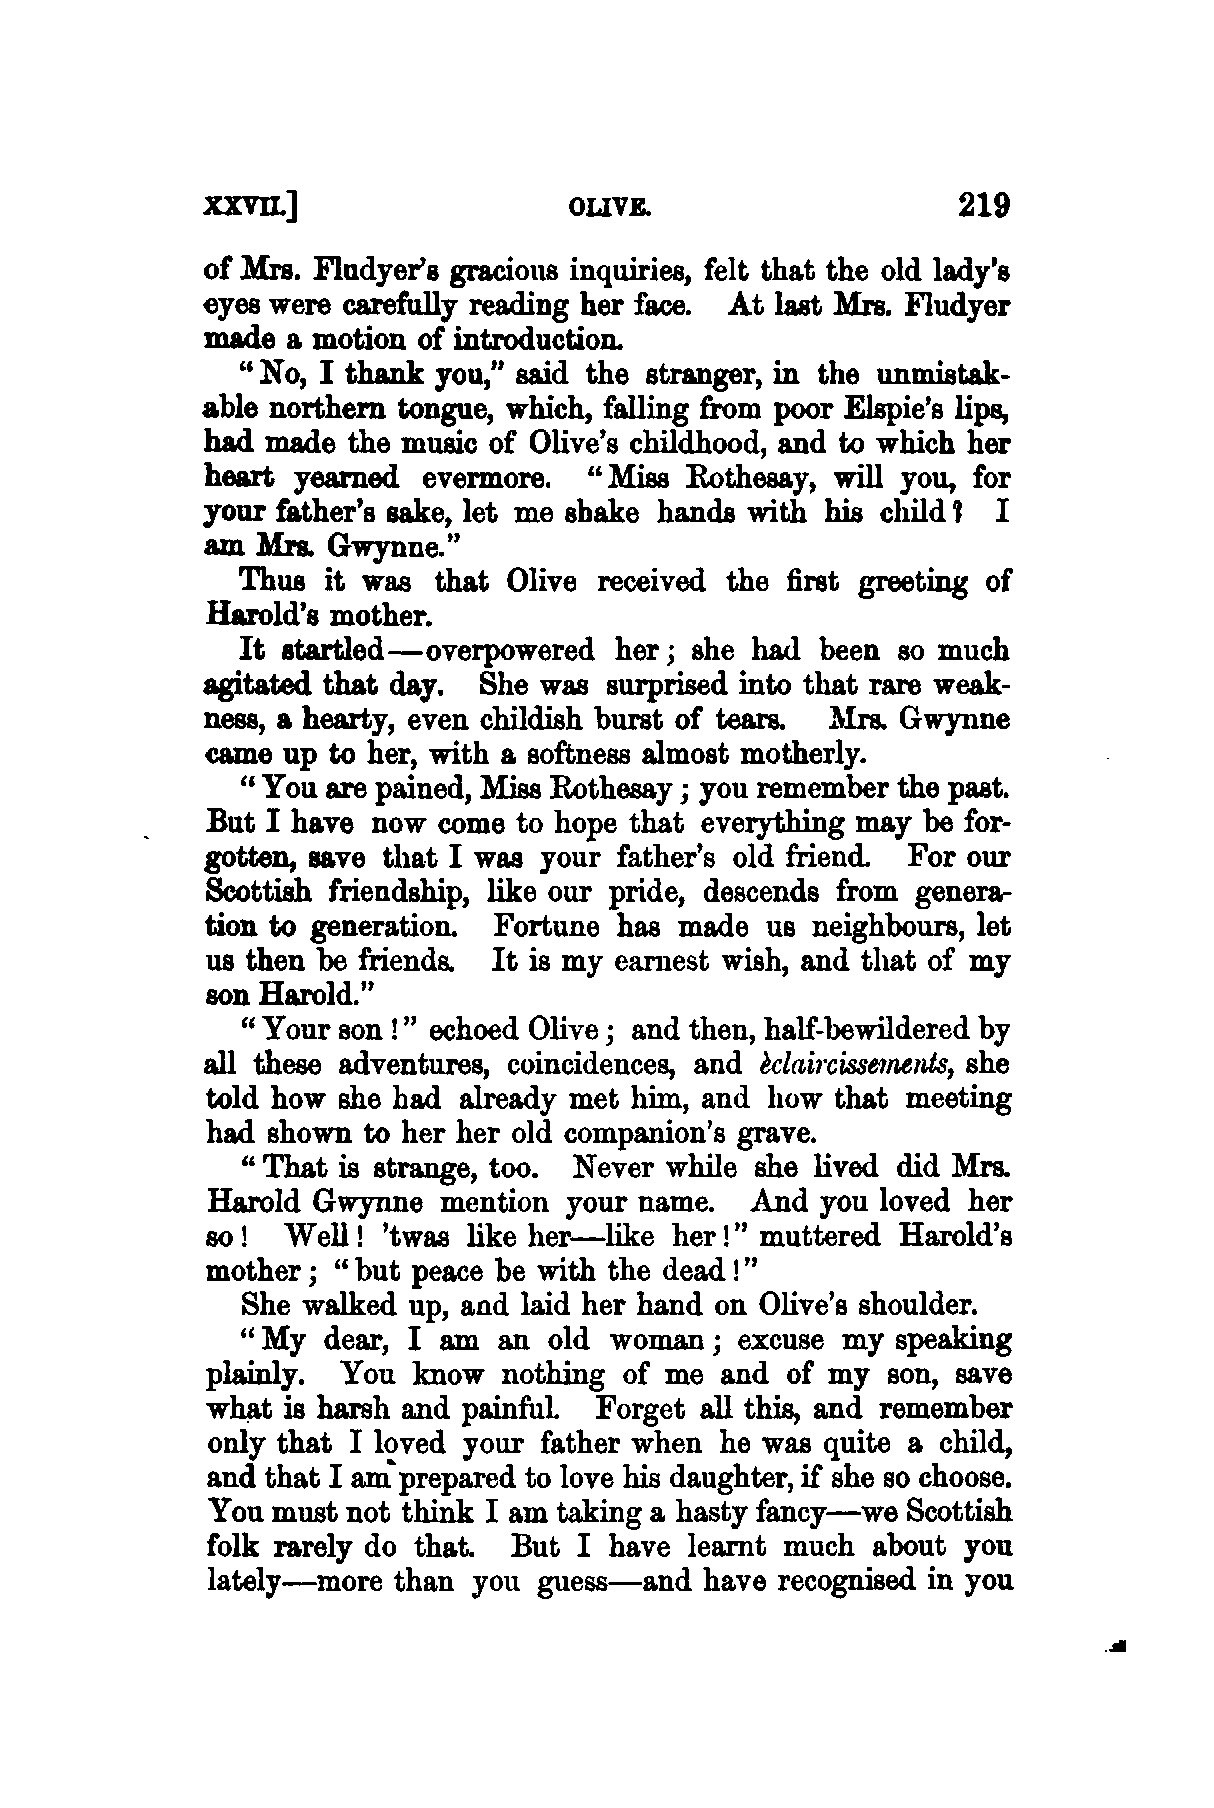 XXVII.] OLIVE. 219
of Mrs. Fludyer's gracious inquiries, felt that the old lady's
eyes were carefully reading her face. At last Mrs. Fludyer
made a motion of introduction.
"No, I thank you," said the stranger, in the unmistak-
able northern tongue, which, falling from poor Elspie's lips,
had made the music of Olive's childhood, and to which her
heart yearned evermore. "Miss Rothesay, will you, for
your father's sake, let me shake hands with his child? I
am Mrs. Gwynne."
Thus it was that Olive received the first greeting of
Harold's mother.
It startled—overpowered her; she had been so much
agitated that day. She was surprised into that rare weak-
ness, a hearty, even childish burst of tears. Mrs. Gwynne
came up to her, with a softness almost motherly.
"You are pained, Miss Rothesay; you remember the past.
But I have now come to hope that everything may be for-
gotten, save that I was your father's old friend. For our
Scottish friendship, like our pride, descends from genera-
tion to generation. Fortune has made us neighbours, let
us then be friends. It is my earnest wish, and that of my
son Harold."
"Your son!" echoed Olive; and then, half-bewildered by
all these adventures, coincidences, and èclaircissements, she
told how she had already met him, and how that meeting
had shown to her her old companion's grave.
"That is strange, too. Never while she lived did Mrs.
Harold Gwynne mention your name. And you loved her
so! Well! 'twas like her—like her!" muttered Harold's
mother; "but peace be with the dead!"
She walked up, and laid her hand on Olive's shoulder.
"My dear, I am an old woman; excuse my speaking
plainly. You know nothing of me and of my son, save
what is harsh and painful. Forget all this, and remember
only that I loved your father when he was quite a child,
and that I am prepared to love his daughter, if she so choose.
You must not think I am taking a hasty fancy—we Scottish
folk rarely do that. But I have learnt much about you
lately—more than you guess—and have recognised in you